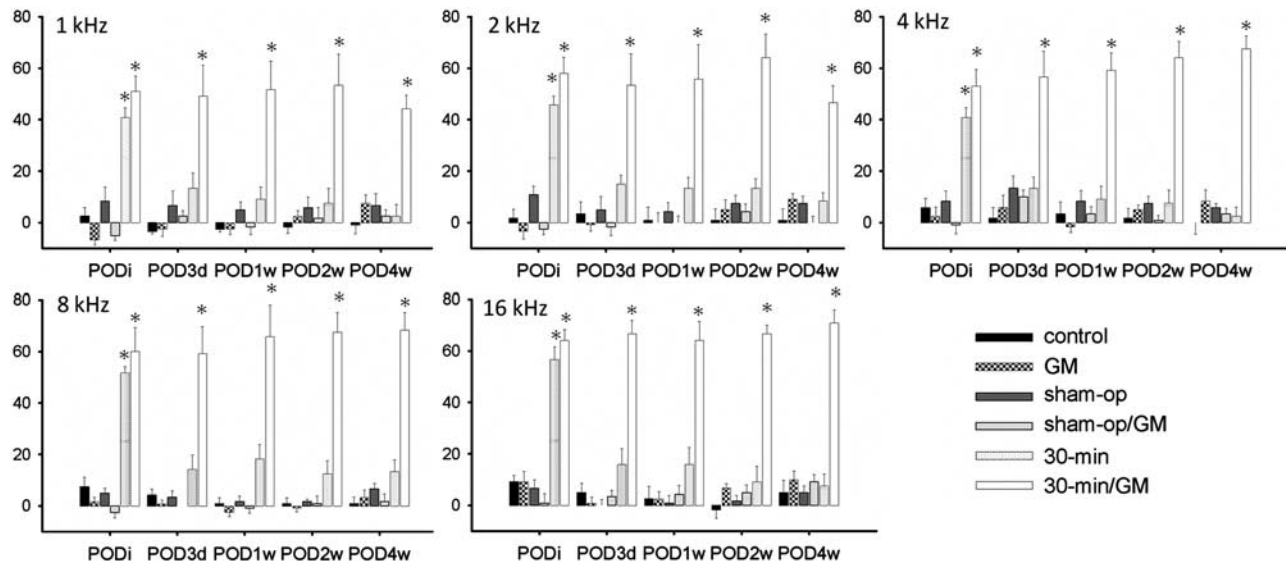 1 kHz
80
60
40
20
0
* * * * * *
PODi POD3d POD1w POD2w POD4w
2 kHz
80
60
40
20
0
* * * * * *
PODi POD3d POD1w POD2w POD4w
4 kHz
80
60
40
20
0
* * * * * *
PODi POD3d POD1w POD2w POD4w
8 kHz
80
60
40
20
0
* * * * * *
PODi POD3d POD1w POD2w POD4w
16 kHz
80
60
40
20
0
* * * * * *
PODi POD3d POD1w POD2w POD4w
control
GM
sham-op
sham-op/GM
30-min
30-min/GM